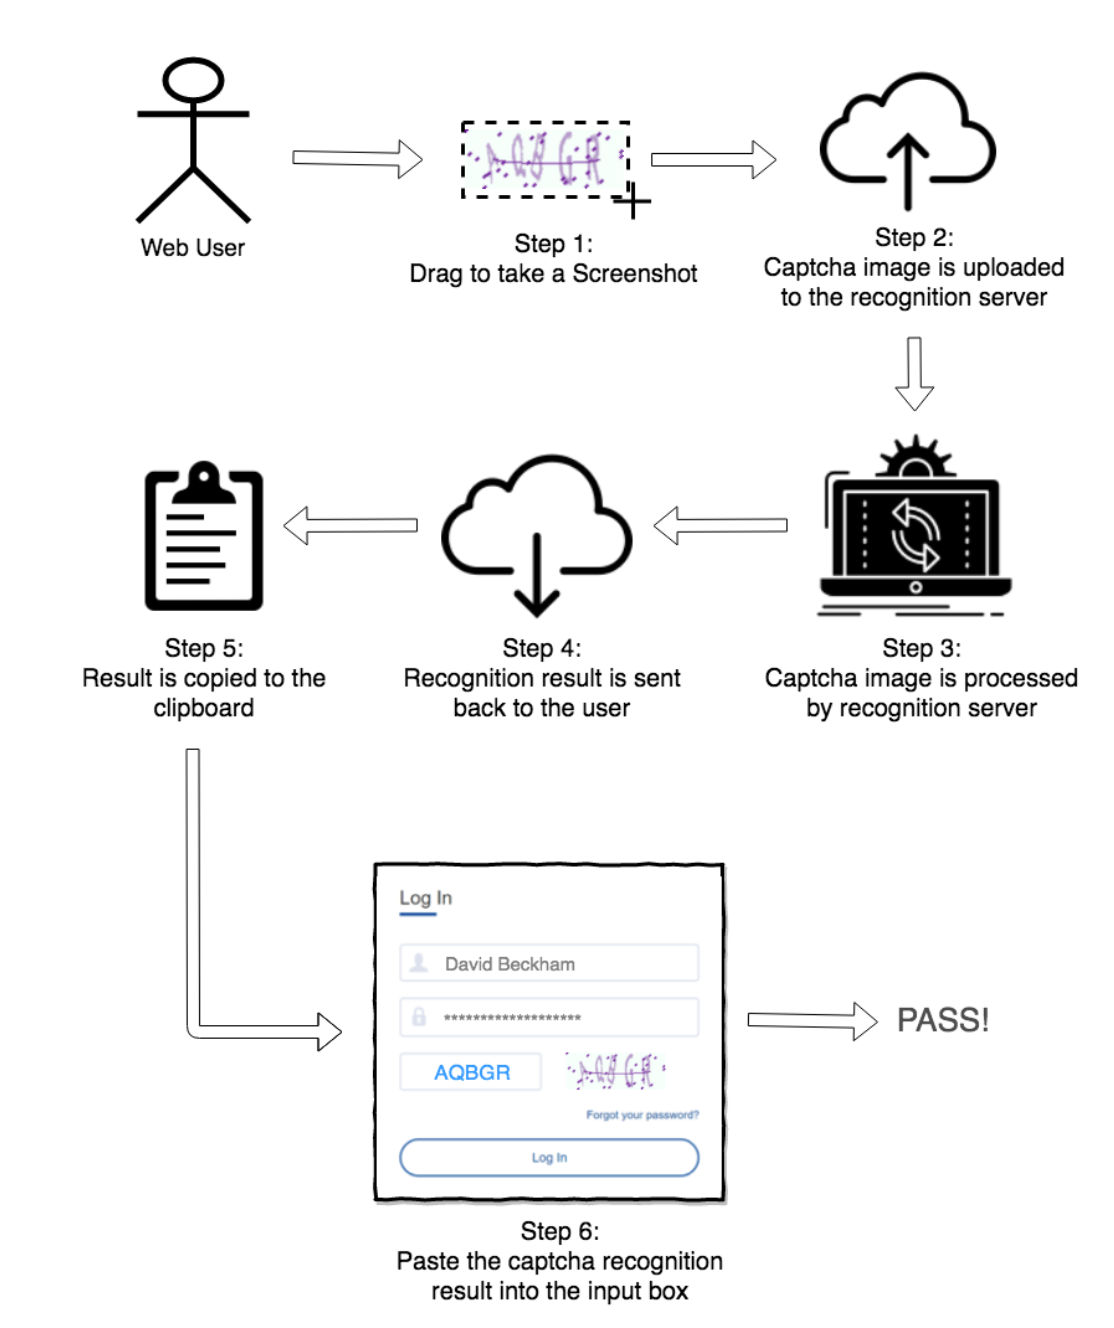 Web User
AQBGR
Step 1:
Drag to take a Screenshot
Step 2:
Captcha image is uploaded
to the recognition server
Step 3:
Captcha image is processed
by recognition server
Step 4:
Recognition result is sent
back to the user
Step 5:
Result is copied to the
clipboard
Log In
David Beckham
*******************
AQBGR AQBGR
Forgot your password?
Log In
PASS!
Step 6:
Paste the captcha recognition
result into the input box